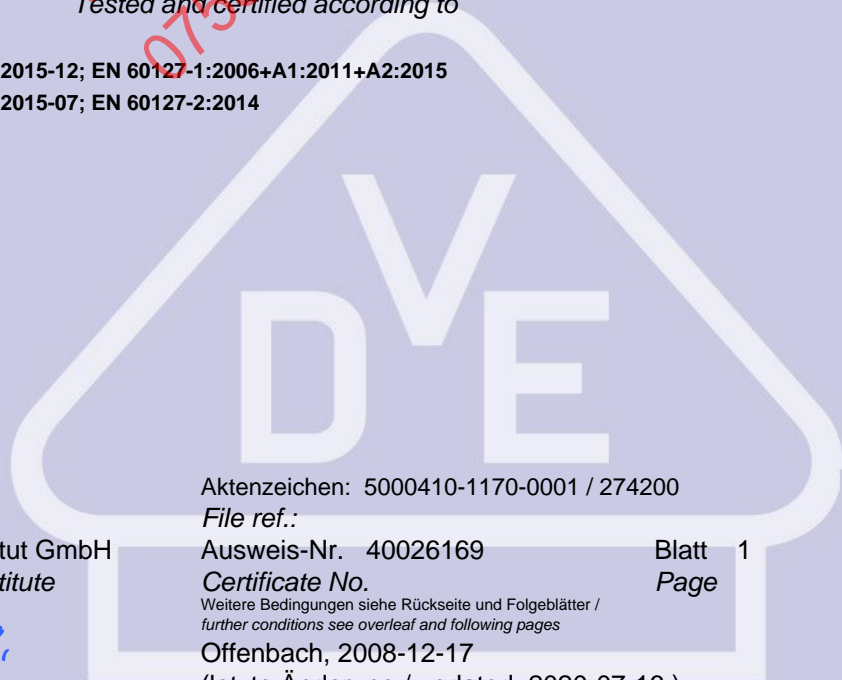 Tested and certified according to
2015-12; EN 60127-1:2006+A1:2011+A2:2015
2015-07; EN 60127-2:2014
D V E
Aktenzeichen: 5000410-1170-0001 / 274200
File ref.:
tut GmbH Ausweis-Nr. 40026169 Blatt 1
titute Certificate No. Page
Weitere Bedingungen siehe Rückseite und Folgeblätter /
further conditions see overleaf and following pages
Offenbach, 2008-12-17